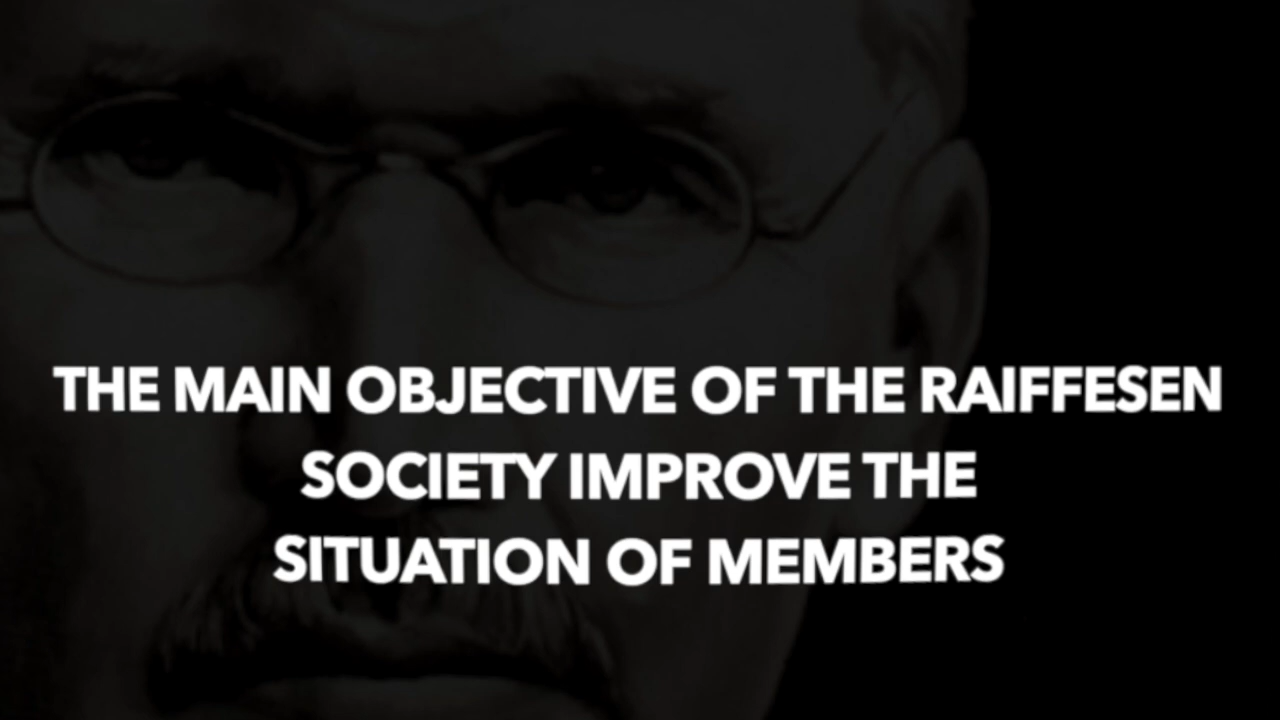 THE MAIN OBJECTIVE OF THE RAIFFESEN
SOCIETY IMPROVE THE
SITUATION OF MEMBERS